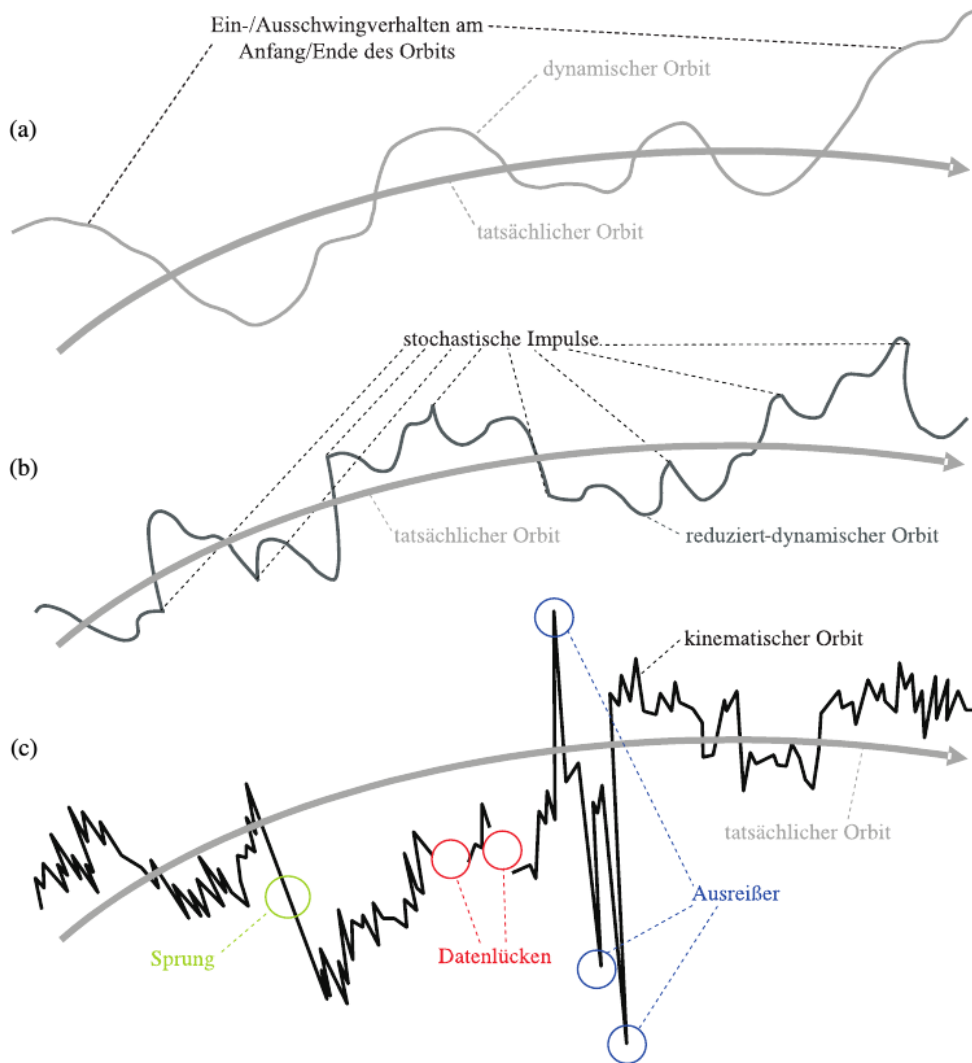 Ein-/Ausschwingverhalten am
Anfang/Ende des Orbits
dynamischer Orbit
(a)
tatsächlicher Orbit
stochastische Impulse
(b)
tatsächlicher Orbit
reduziert-dynamischer Orbit
kinematischer Orbit
(c)
tatsächlicher Orbit
Ausreißer
Sprung
Datenlücken